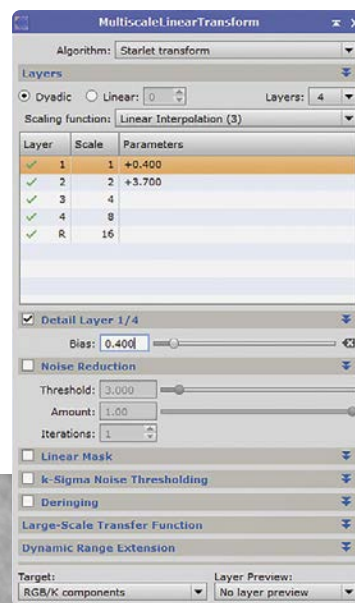 MultiscaleLinearTransform
Algorithm: Starlet transform
Layers
Dyadic Linear: 0 Layers: 4
Scaling function: Linear Interpolation (3)
Layer Scale Parameters
1 1 +0.400
2 2 +3.700
3 4
4 8
R 16
Detail Layer 1/4
Bias: 0.400
Noise Reduction
Threshold: 3.000
Amount: 1.00
Iterations: 1
Linear Mask
k-Sigma Noise Thresholding
Deringing
Large-Scale Transfer Function
Dynamic Range Extension
Target: Layer Preview:
RGB/K components No layer preview